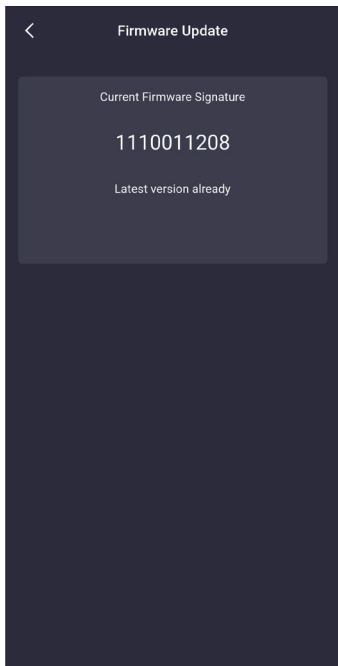 Firmware Update
Current Firmware Signature
1110011208
Latest version already